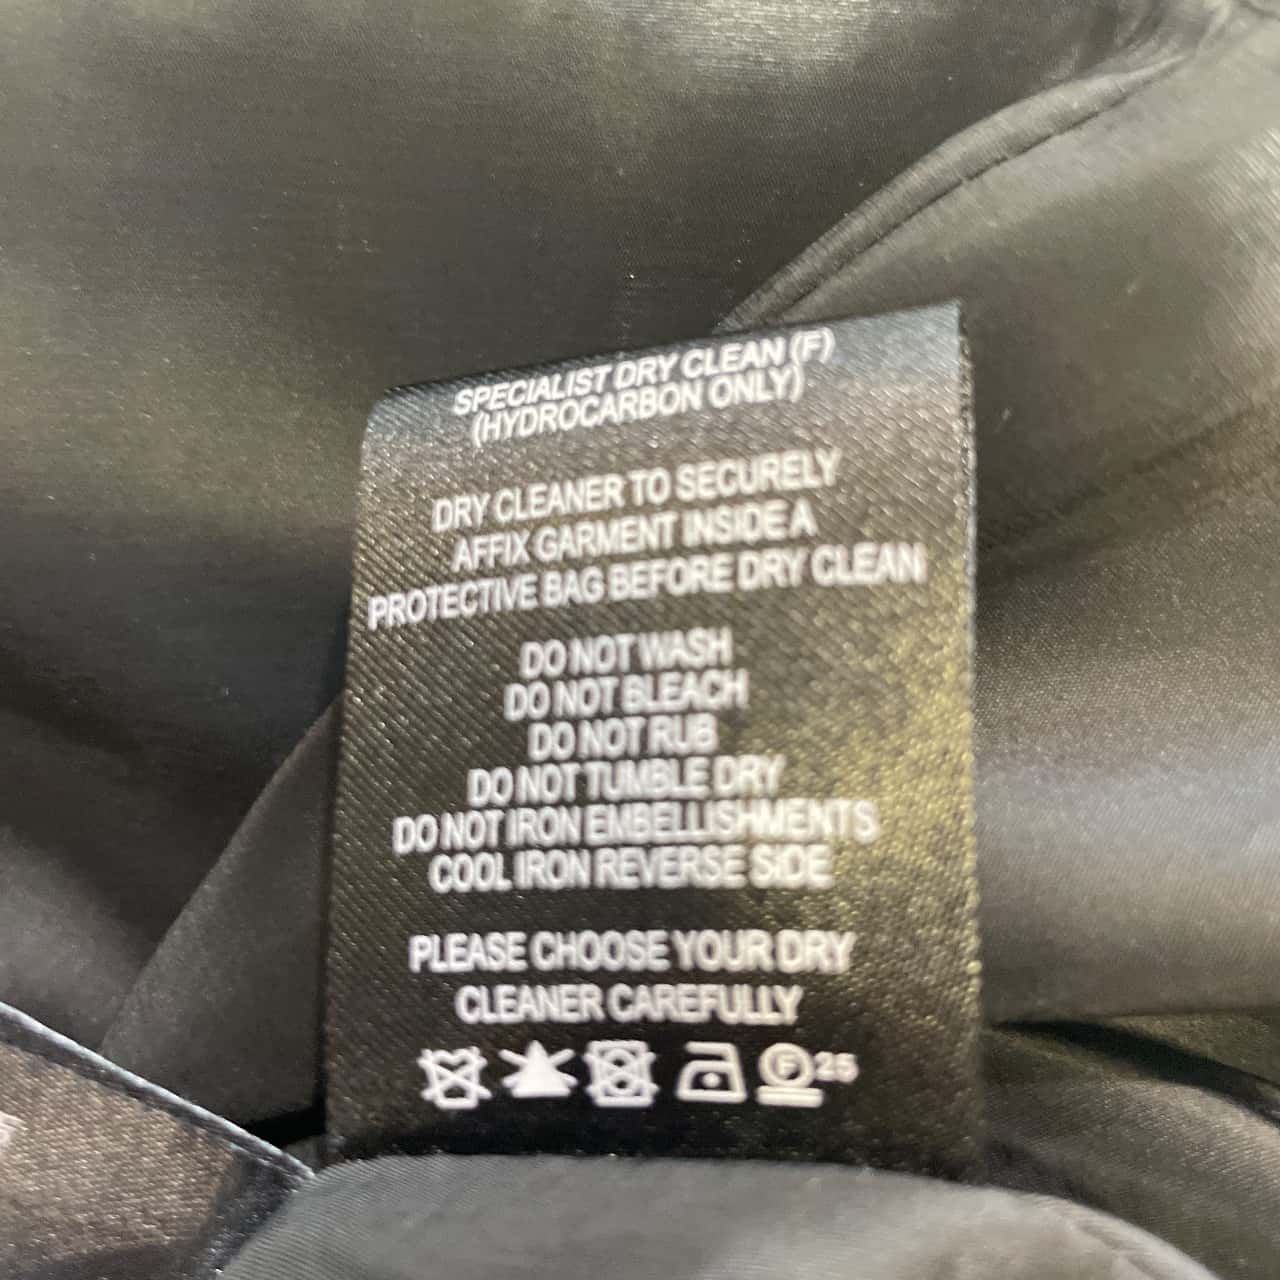 SPECIALIST DRY CLEAN (F)
(HYDROCARBON ONLY)
DRY CLEANER TO SECURELY
AFFIX GARMENT INSIDE A
PROTECTIVE BAG BEFORE DRY CLEAN
DO NOT WASH
DO NOT BLEACH
DO NOT RUB
DO NOT TUMBLE DRY
DO NOT IRON EMBELLISHMENTS
COOL IRON REVERSE SIDE
PLEASE CHOOSE YOUR DRY
CLEANER CAREFULLY
F 25